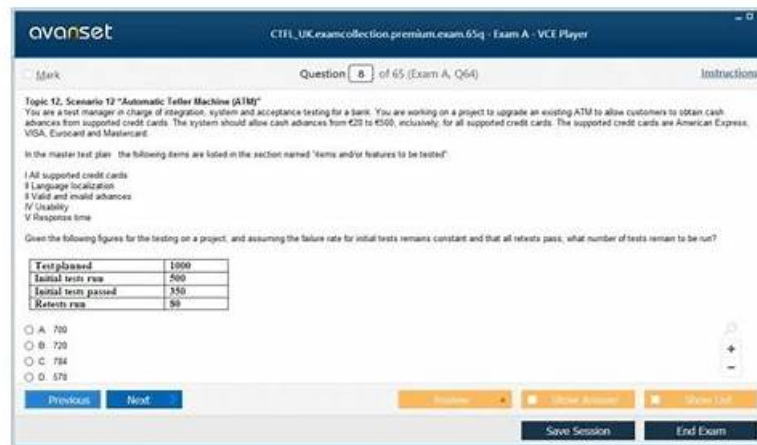 avanset
CTFL_UK.examcollection.premium.exam.65q - Exam A - VCE Player
Mark
Question 8 of 65 (Exam A, Q64)
Instructions
Topic 12, Scenario 12 "Automatic Teller Machine (ATM)"
You are a test manager in charge of integration, system and acceptance testing for a bank. You are working on a project to upgrade an existing ATM to allow customers to obtain cash
advances from supported credit cards. The system should allow cash advances from €20 to €500, inclusively, for all supported credit cards. The supported credit cards are American Express,
VISA, Eurocard and Mastercard.
In the master test plan the following items are listed in the section named "items and/or features to be tested"
I All supported credit cards
II Language localization
II Valid and invalid advances
IV Usability
V Response time
Given the following figures for the testing on a project, and assuming the failure rate for initial tests remains constant and that all retests pass, what number of tests remain to be run?
Test planned 1000
Initial tests run 500
Initial tests passed 350
Retests run 80
A. 700
B. 720
C. 784
D. 570
Previous
Next
Review
Show Answer
Show List
Save Session
End Exam